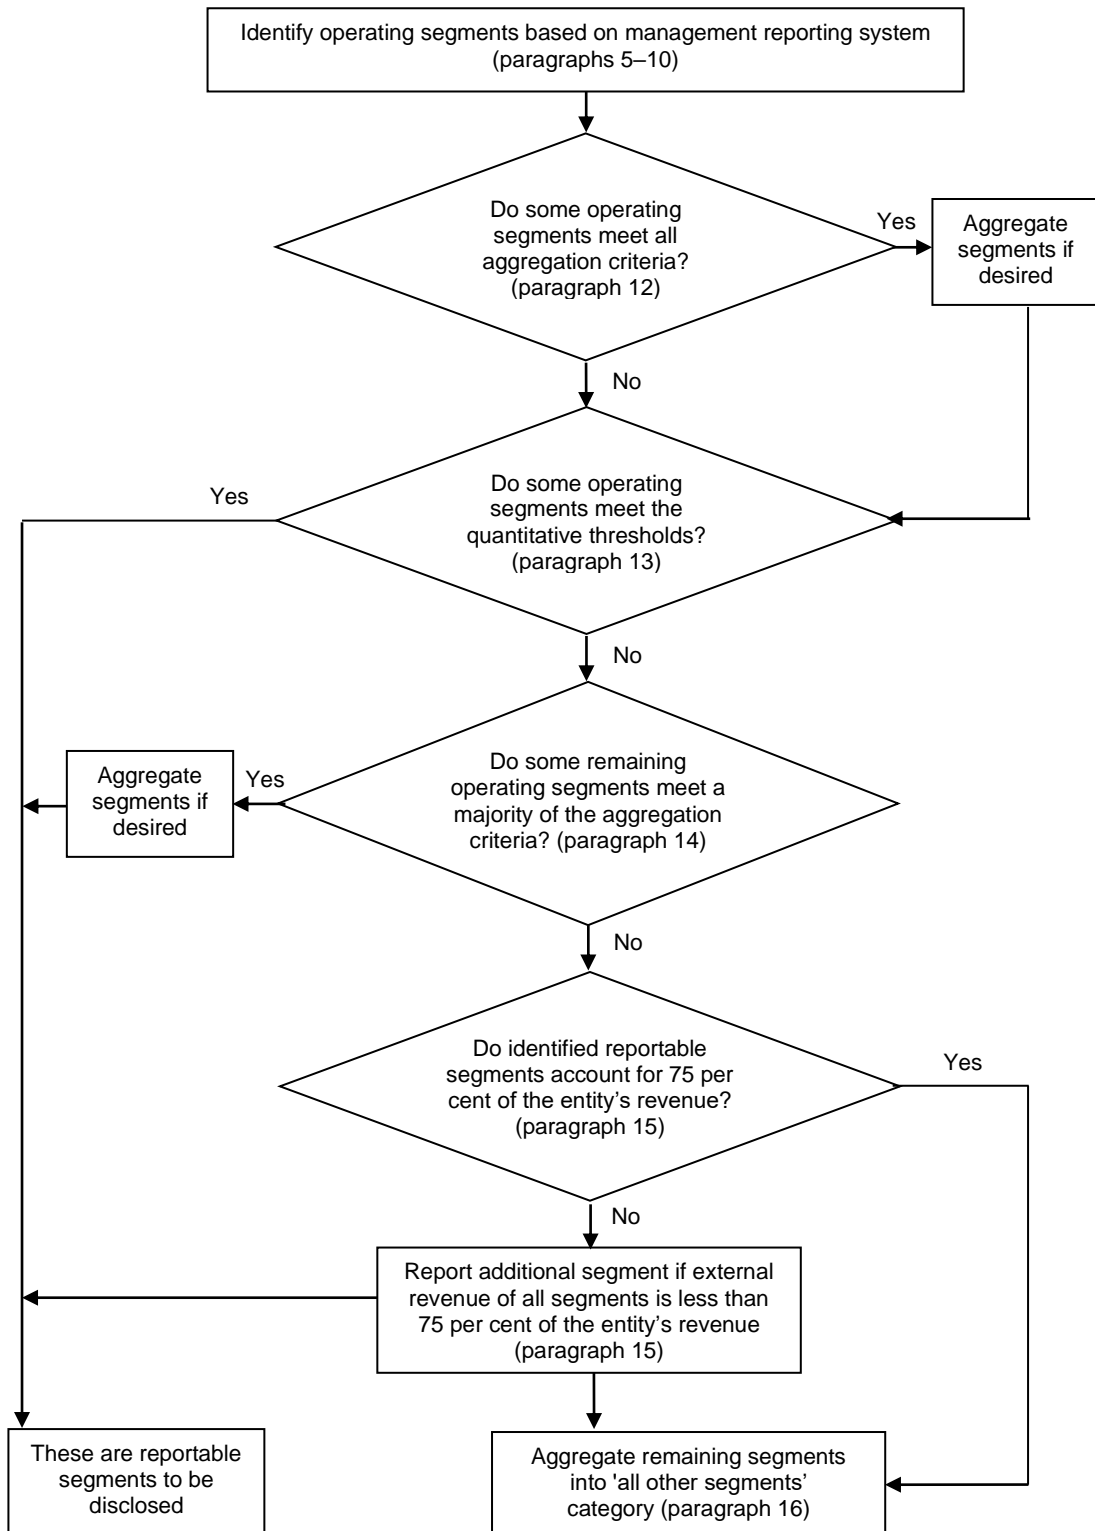 Identify operating segments based on management reporting system
(paragraphs 5–10)
Do some operating
segments meet all
aggregation criteria?
(paragraph 12)
Yes
Aggregate
segments if
desired
No
Do some operating
segments meet the
quantitative thresholds?
(paragraph 13)
Yes
No
Do some remaining
operating segments meet a
majority of the aggregation
criteria? (paragraph 14)
Yes
Aggregate
segments if
desired
No
Do identified reportable
segments account for 75 per
cent of the entity’s revenue?
(paragraph 15)
Yes
No
Report additional segment if external
revenue of all segments is less than
75 per cent of the entity’s revenue
(paragraph 15)
These are reportable
segments to be
disclosed
Aggregate remaining segments
into 'all other segments’
category (paragraph 16)